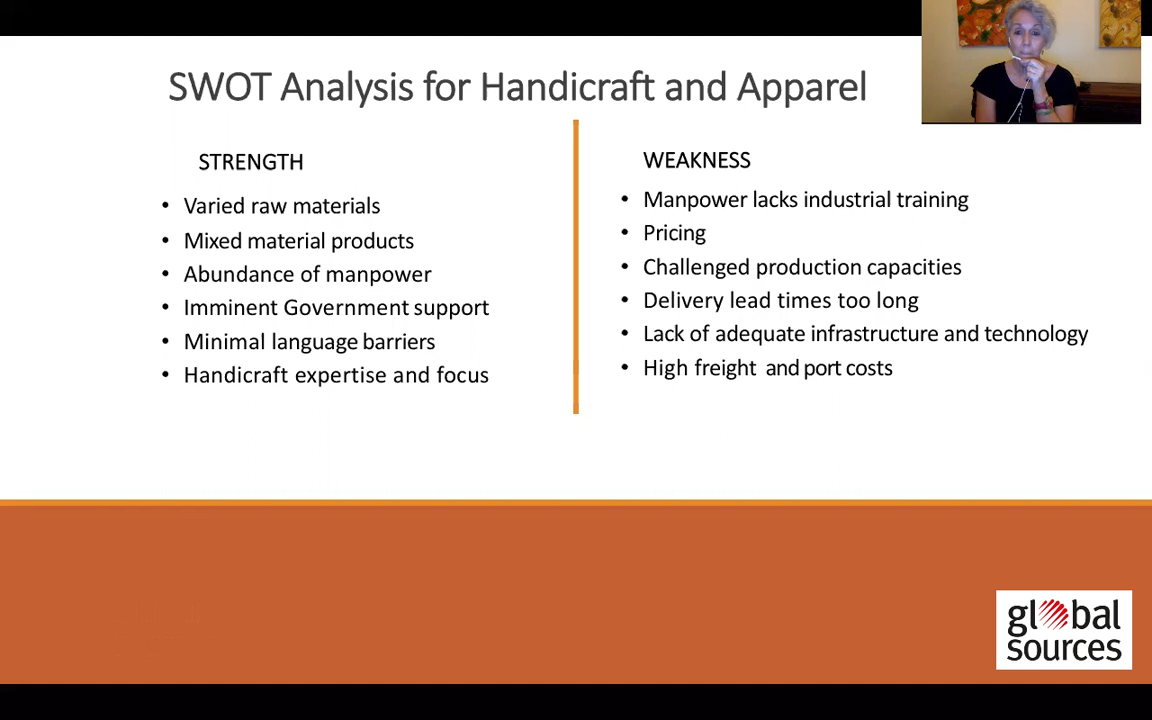 SWOT Analysis for Handicraft and Apparel
STRENGTH
• Varied raw materials
• Mixed material products
• Abundance of manpower
• Imminent Government support
• Minimal language barriers
• Handicraft expertise and focus
WEAKNESS
• Manpower lacks industrial training
• Pricing
• Challenged production capacities
• Delivery lead times too long
• Lack of adequate infrastructure and technology
• High freight and port costs
global
sources